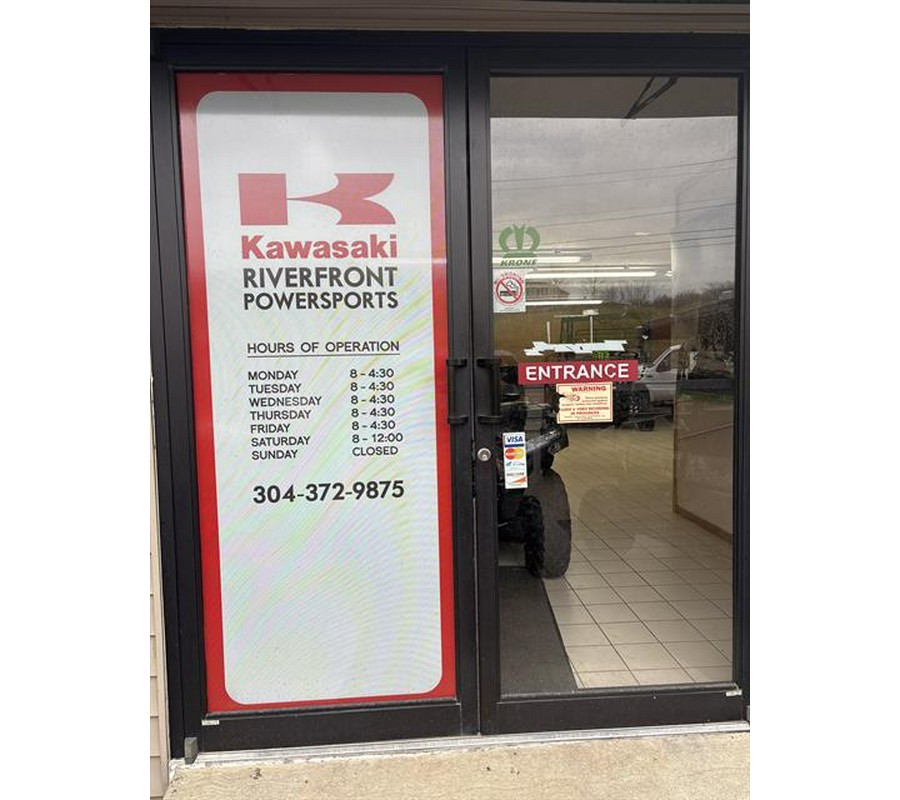 Kawasaki
RIVERFRONT
POWERSPORTS
HOURS OF OPERATION
MONDAY 8 - 4:30
TUESDAY 8 - 4:30
WEDNESDAY 8 - 4:30
THURSDAY 8 - 4:30
FRIDAY 8 - 4:30
SATURDAY 8 - 12:00
SUNDAY CLOSED
304-372-9875
KRONE
ENTRANCE
WARNING
VISA